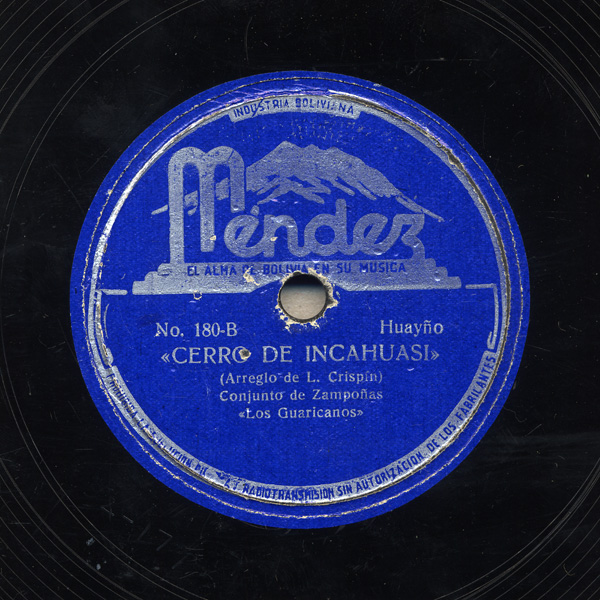 INDUSTRIA BOLIVIANA
Méndez
EL ALMA DE BOLIVIA EN SU MÚSICA
No. 180-B Huayño
«CERRO DE INCAHUASI»
(Arreglo de L. Crispín)
Conjunto de Zampoñas
«Los Guaricanos»
RADIOTRANSMISION SIN AUTORIZACION DE LOS FABRICANTES